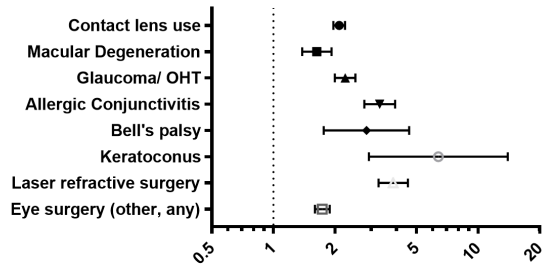 Contact lens use
Macular Degeneration
Glaucoma/ OHT
Allergic Conjunctivitis
Bell's palsy
Keratoconus
Laser refractive surgery
Eye surgery (other, any)
0.5 1 2 5 10 20